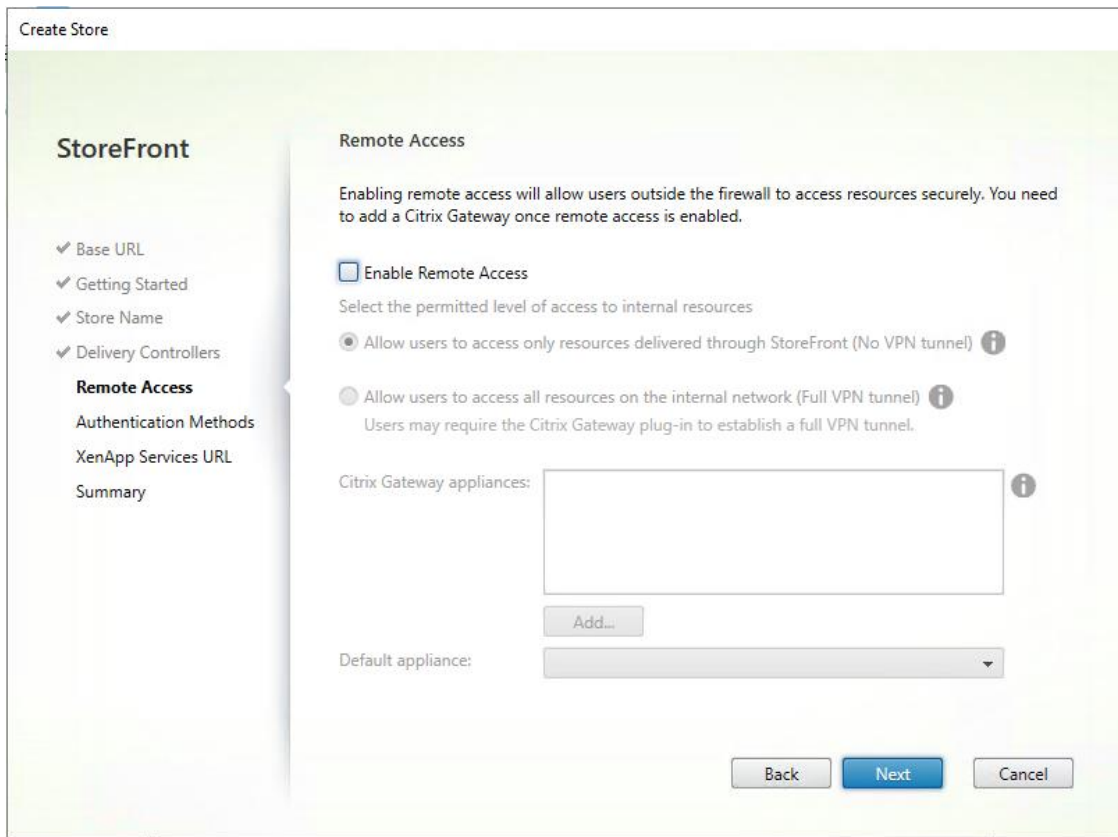 Create Store
StoreFront
Base URL
Getting Started
Store Name
Delivery Controllers
Remote Access
Authentication Methods
XenApp Services URL
Summary
Remote Access
Enabling remote access will allow users outside the firewall to access resources securely. You need
to add a Citrix Gateway once remote access is enabled.
Enable Remote Access
Select the permitted level of access to internal resources
Allow users to access only resources delivered through StoreFront (No VPN tunnel)
Allow users to access all resources on the internal network (Full VPN tunnel)
Users may require the Citrix Gateway plug-in to establish a full VPN tunnel.
Citrix Gateway appliances:
Add...
Default appliance:
Back
Next
Cancel